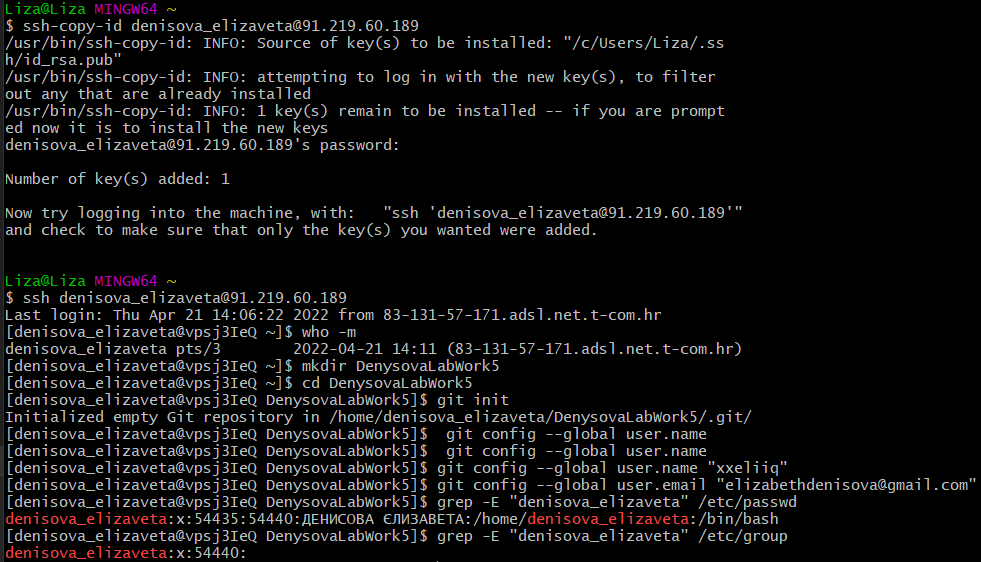 Liza@Liza MINGW64 ~
$ ssh-copy-id denisova_elizaveta@91.219.60.189
/usr/bin/ssh-copy-id: INFO: Source of key(s) to be installed: "/c/Users/Liza/.ss
h/id_rsa.pub"
/usr/bin/ssh-copy-id: INFO: attempting to log in with the new key(s), to filter
out any that are already installed
/usr/bin/ssh-copy-id: INFO: 1 key(s) remain to be installed -- if you are prompt
ed now it is to install the new keys
denisova_elizaveta@91.219.60.189's password:
Number of key(s) added: 1
Now try logging into the machine, with:   "ssh 'denisova_elizaveta@91.219.60.189'"
and check to make sure that only the key(s) you wanted were added.
Liza@Liza MINGW64 ~
$ ssh denisova_elizaveta@91.219.60.189
Last login: Thu Apr 21 14:06:22 2022 from 83-131-57-171.adsl.net.t-com.hr
[denisova_elizaveta@vpsj3IeQ ~]$ who -m
denisova_elizaveta pts/3        2022-04-21 14:11 (83-131-57-171.adsl.net.t-com.hr)
[denisova_elizaveta@vpsj3IeQ ~]$ mkdir DenysovaLabWork5
[denisova_elizaveta@vpsj3IeQ ~]$ cd DenysovaLabWork5
[denisova_elizaveta@vpsj3IeQ DenysovaLabWork5]$ git init
Initialized empty Git repository in /home/denisova_elizaveta/DenysovaLabWork5/.git/
[denisova_elizaveta@vpsj3IeQ DenysovaLabWork5]$  git config --global user.name
[denisova_elizaveta@vpsj3IeQ DenysovaLabWork5]$  git config --global user.name
[denisova_elizaveta@vpsj3IeQ DenysovaLabWork5]$ git config --global user.name "xxeliiq"
[denisova_elizaveta@vpsj3IeQ DenysovaLabWork5]$ git config --global user.email "elizabethdenisova@gmail.com"
[denisova_elizaveta@vpsj3IeQ DenysovaLabWork5]$ grep -E "denisova_elizaveta" /etc/passwd
denisova_elizaveta:x:54435:54440:ДЕНИСОВА ЄЛИЗАВЕТА:/home/denisova_elizaveta:/bin/bash
[denisova_elizaveta@vpsj3IeQ DenysovaLabWork5]$ grep -E "denisova_elizaveta" /etc/group
denisova_elizaveta:x:54440: